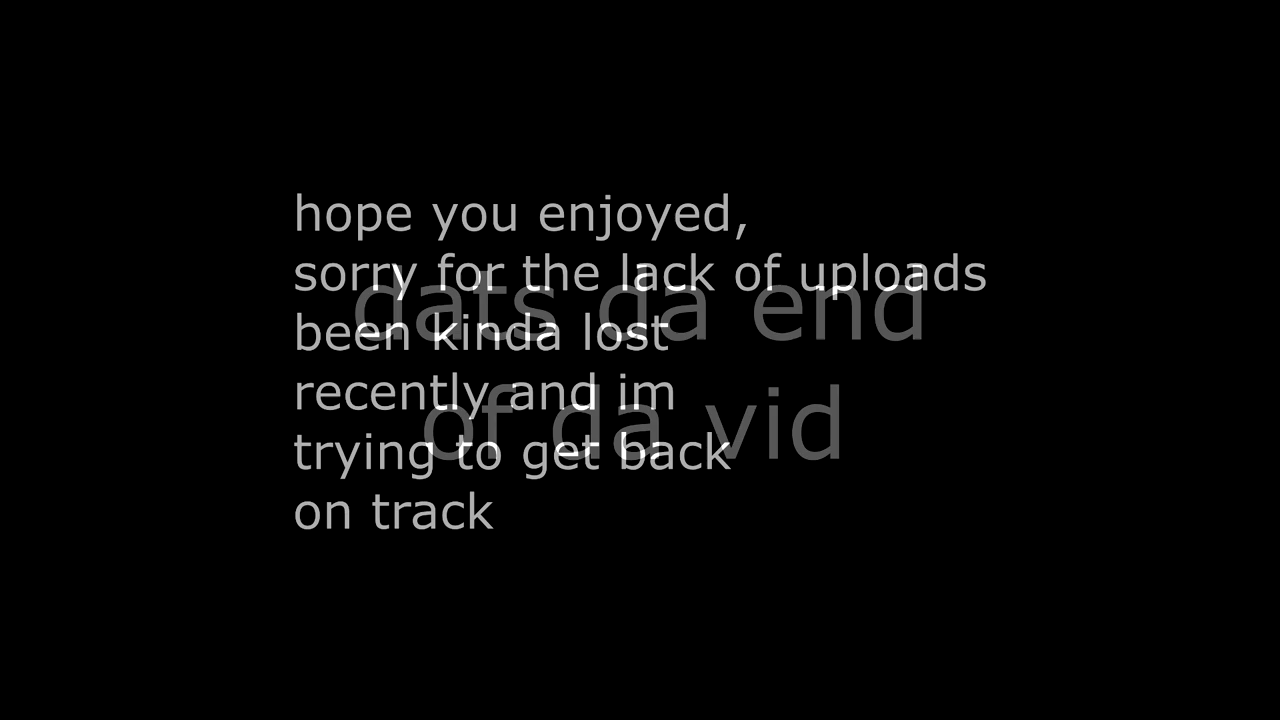 hope you enjoyed,
sorry for the lack of uploads
been kinda lost
recently and im
trying to get back
on track
dats da end
of da vid